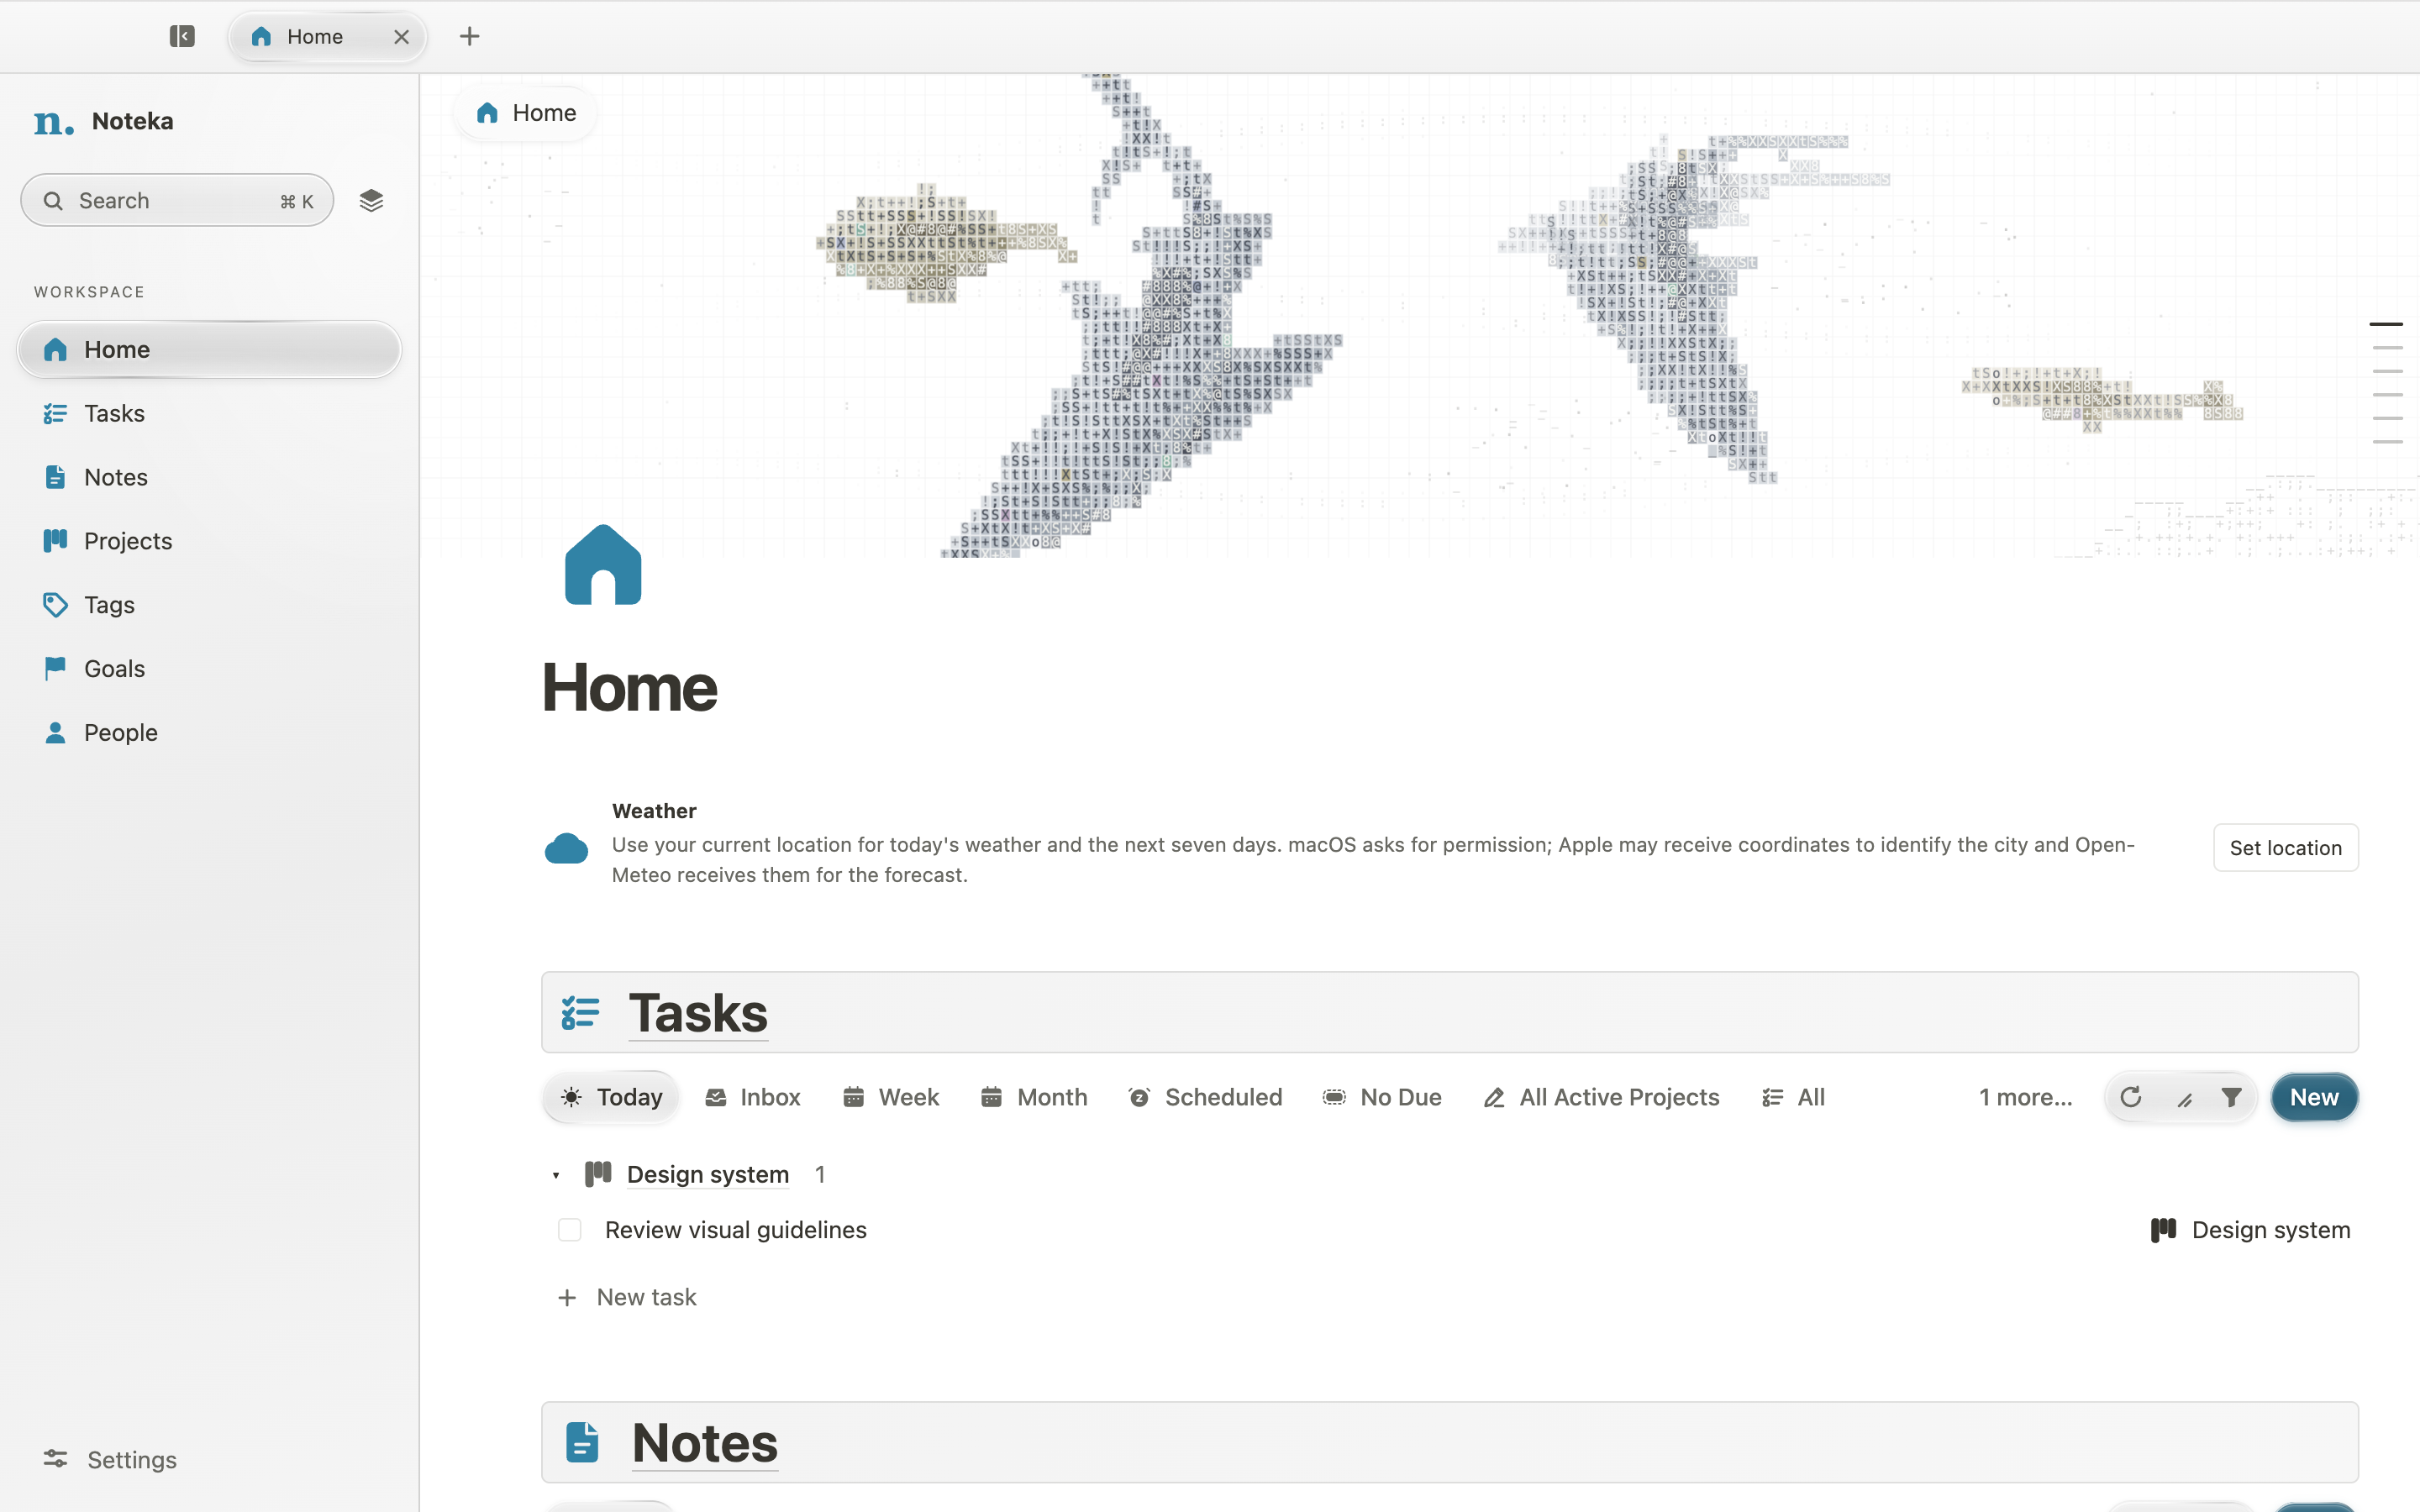 Home
n. Noteka
Search ⌘ K
WORKSPACE
Home
Tasks
Notes
Projects
Tags
Goals
People
Settings
Home
Home
Weather
Use your current location for today's weather and the next seven days. macOS asks for permission; Apple may receive coordinates to identify the city and Open-
Meteo receives them for the forecast.
Set location
Tasks
Today Inbox Week Month Scheduled No Due All Active Projects All 1 more... New
Design system 1
Review visual guidelines Design system
New task
Notes